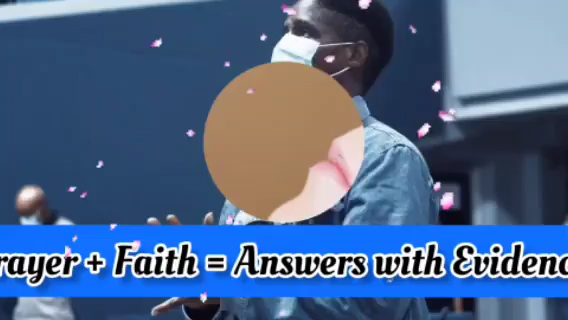 rayer + Faith = Answers with Evidenc